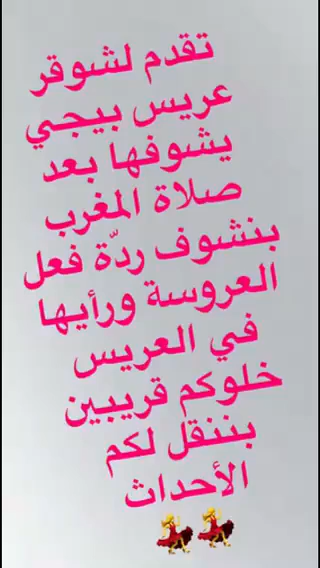 تقدم لشوقر
عريس بيجي
يشوفها بعد
صلاة المغرب
بنشوف ردّة فعل
العروسة ورأيها
في العريس
خلوكم قريبين
بننقل لكم
الأحداث
💃💃